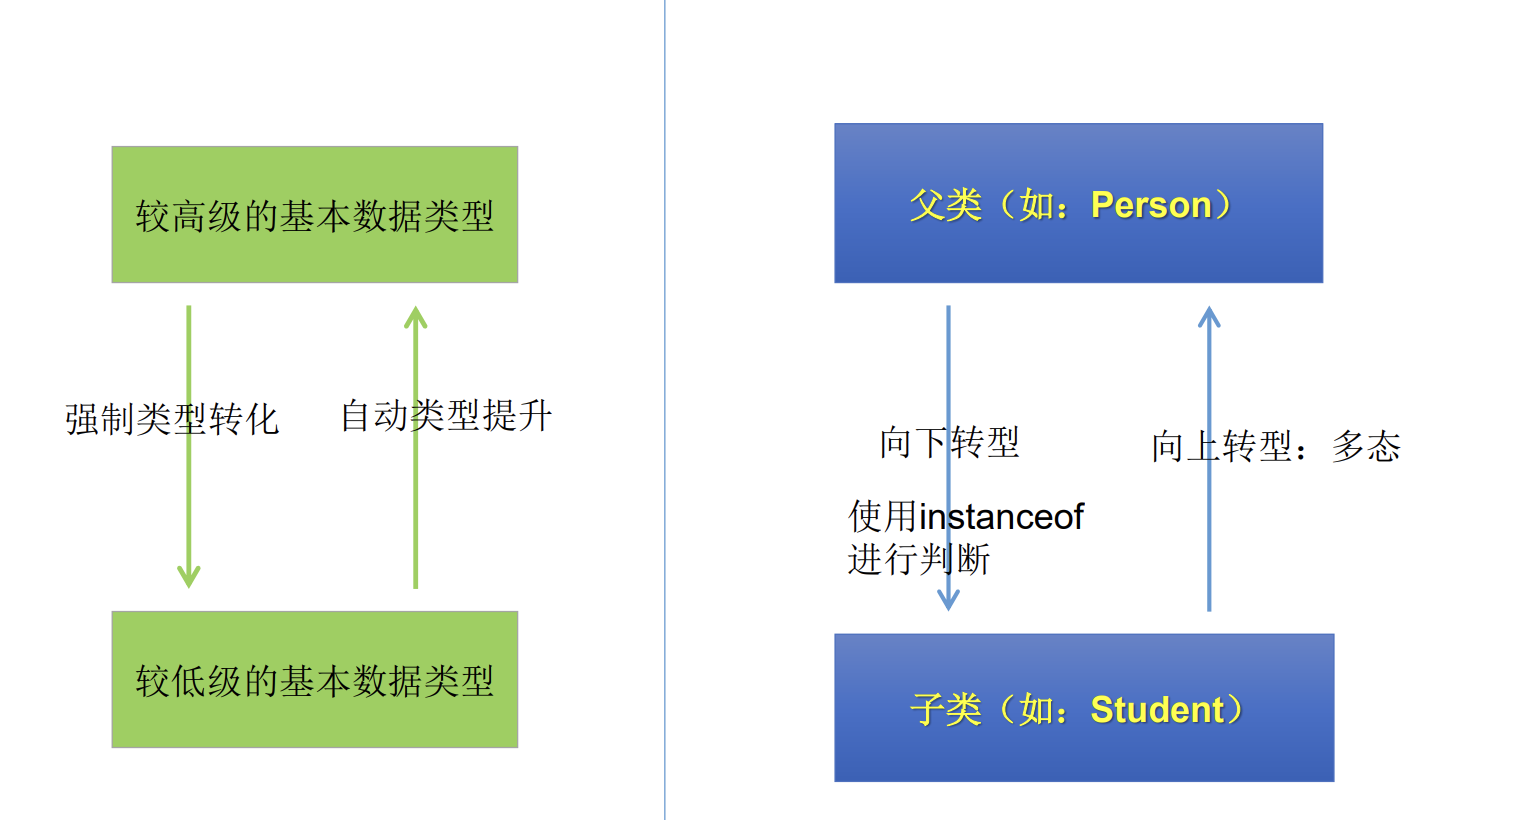 较高级的基本数据类型
强制类型转化
自动类型提升
较低级的基本数据类型
父类（如：Person）
向下转型
使用instanceof
进行判断
向上转型：多态
子类（如：Student）